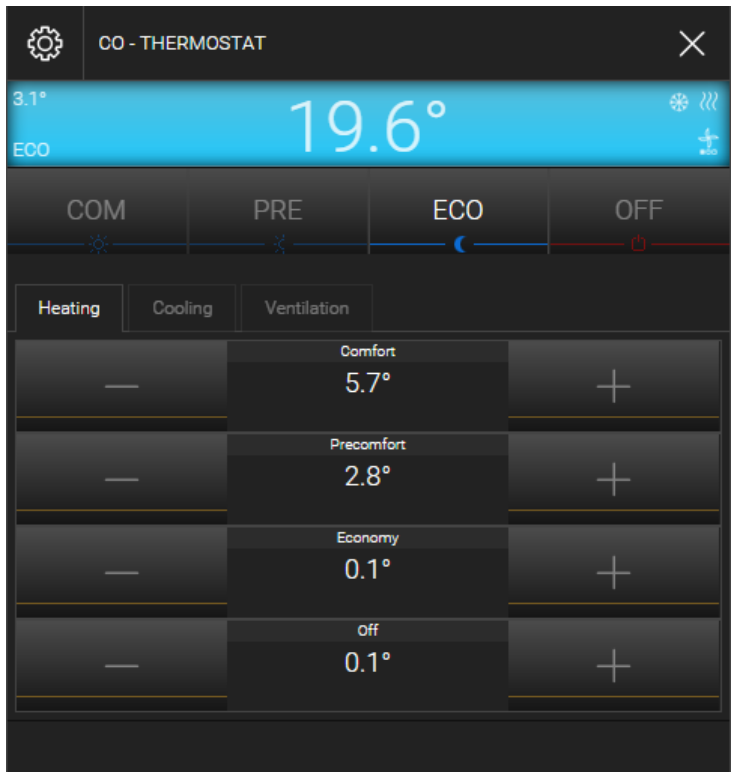 CO - THERMOSTAT
3.1°
19.6°
ECO
COM PRE ECO OFF
Heating Cooling Ventilation
Comfort
5.7°
Precomfort
2.8°
Economy
0.1°
Off
0.1°